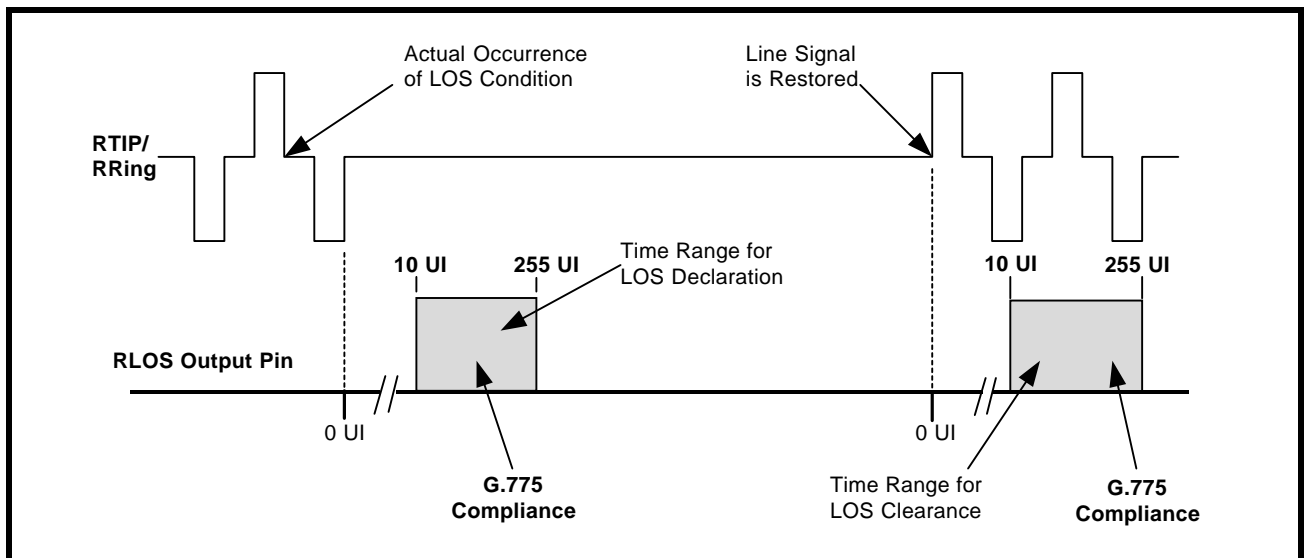 Actual Occurrence
of LOS Condition
Line Signal
is Restored
RTIP/
RRing
Time Range for
LOS Declaration
10 UI
255 UI
10 UI
255 UI
RLOS Output Pin
0 UI
0 UI
G.775
Compliance
Time Range for
LOS Clearance
G.775
Compliance